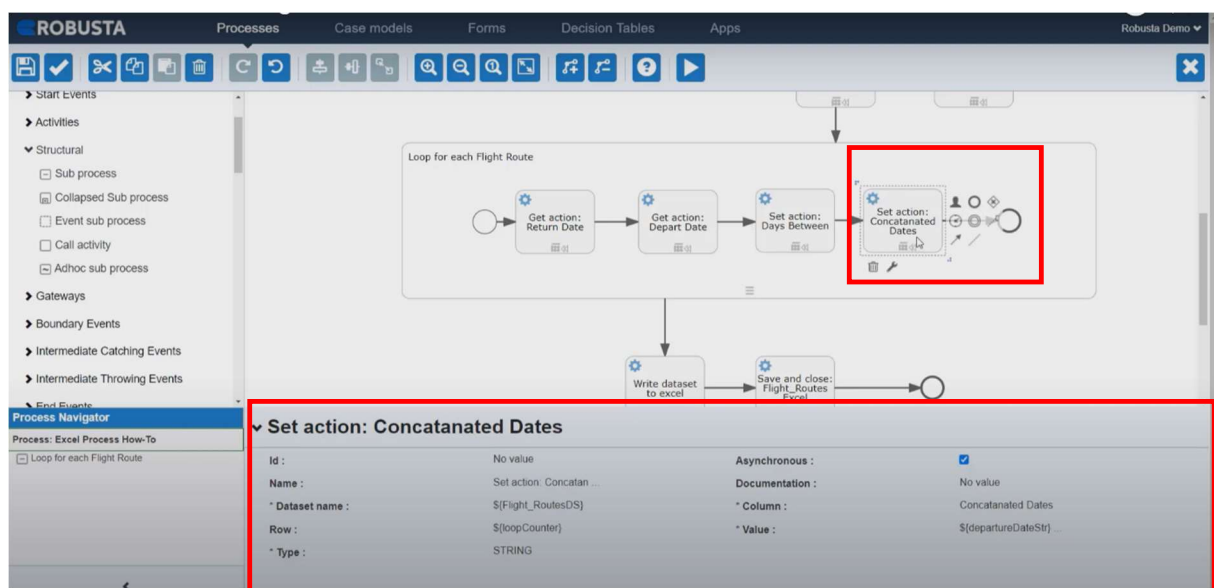 ROBUSTA Processes Case models Forms Decision Tables Apps Robusta Demo
Start Events
Activities
Structural
Sub process
Collapsed Sub process
Event sub process
Call activity
Adhoc sub process
Gateways
Boundary Events
Intermediate Catching Events
Intermediate Throwing Events
End Events
Loop for each Flight Route
Get action:
Return Date
Get action:
Depart Date
Set action:
Days Between
Set action:
Concatanated
Dates
Write dataset
to excel
Save and close:
Flight_Routes
Excel
Process Navigator
Process: Excel Process How-To
Loop for each Flight Route
Set action: Concatanated Dates
Id : No value Asynchronous :
Name : Set action: Concatan ... Documentation : No value
* Dataset name : ${Flight_RoutesDS} * Column : Concatanated Dates
Row : ${loopCounter} * Value : ${departureDateStr} ...
* Type : STRING